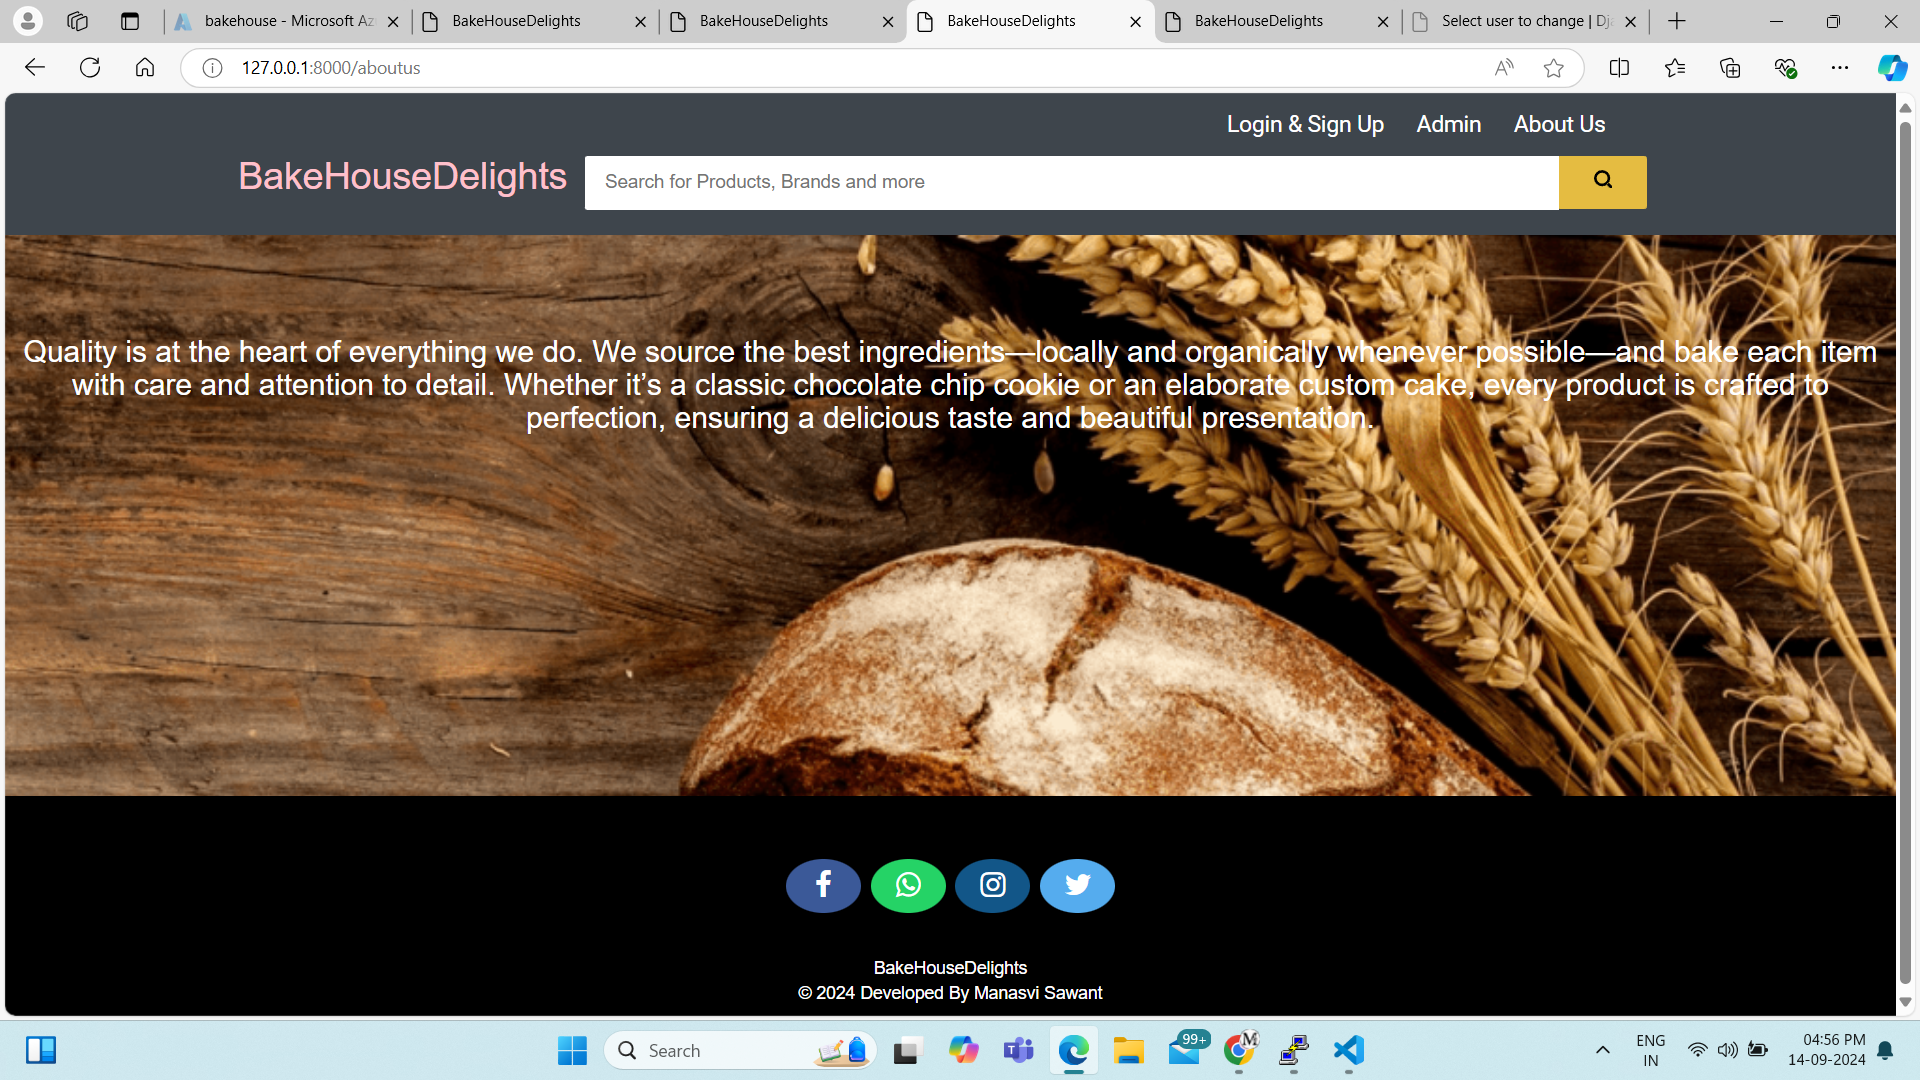 bakehouse - Microsoft Az
BakeHouseDelights
BakeHouseDelights
BakeHouseDelights
BakeHouseDelights
Select user to change | Dja
127.0.0.1:8000/aboutus
Login & Sign Up Admin About Us
BakeHouseDelights
Search for Products, Brands and more
Quality is at the heart of everything we do. We source the best ingredients—locally and organically whenever possible—and bake each item
with care and attention to detail. Whether it’s a classic chocolate chip cookie or an elaborate custom cake, every product is crafted to
perfection, ensuring a delicious taste and beautiful presentation.
BakeHouseDelights
© 2024 Developed By Manasvi Sawant
Search
99+
M
ENG
IN
04:56 PM
14-09-2024